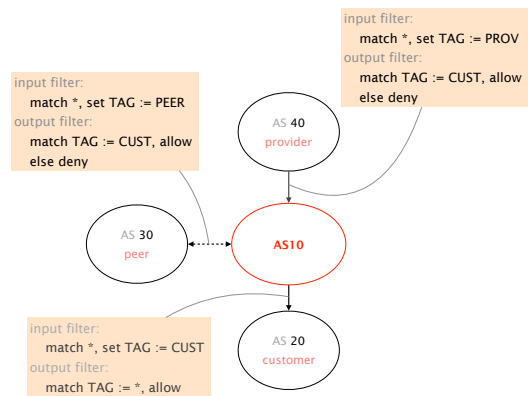 input filter:
match *, set TAG := PROV
output filter:
match TAG := CUST, allow
else deny
input filter:
match *, set TAG := PEER
output filter:
match TAG := CUST, allow
else deny
AS 40
provider
AS 30
peer
AS10
input filter:
match *, set TAG := CUST
output filter:
match TAG := *, allow
AS 20
customer